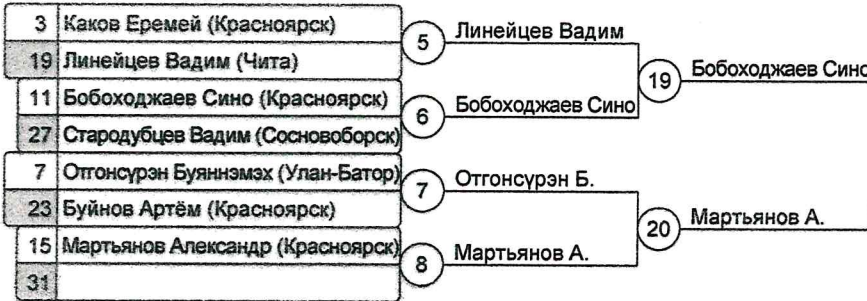 3 Каков Еремей (Красноярск)
19 Линейцев Вадим (Чита)
5 Линейцев Вадим
11 Бобоходжаев Сино (Красноярск)
27 Стародубцев Вадим (Сосновоборск)
6 Бобоходжаев Сино
19 Бобоходжаев Сино
7 Отгонсүрэн Буяннэмэх (Улан-Батор)
23 Буйнов Артём (Красноярск)
7 Отгонсүрэн Б.
15 Мартьянов Александр (Красноярск)
31
8 Мартьянов А.
20 Мартьянов А.